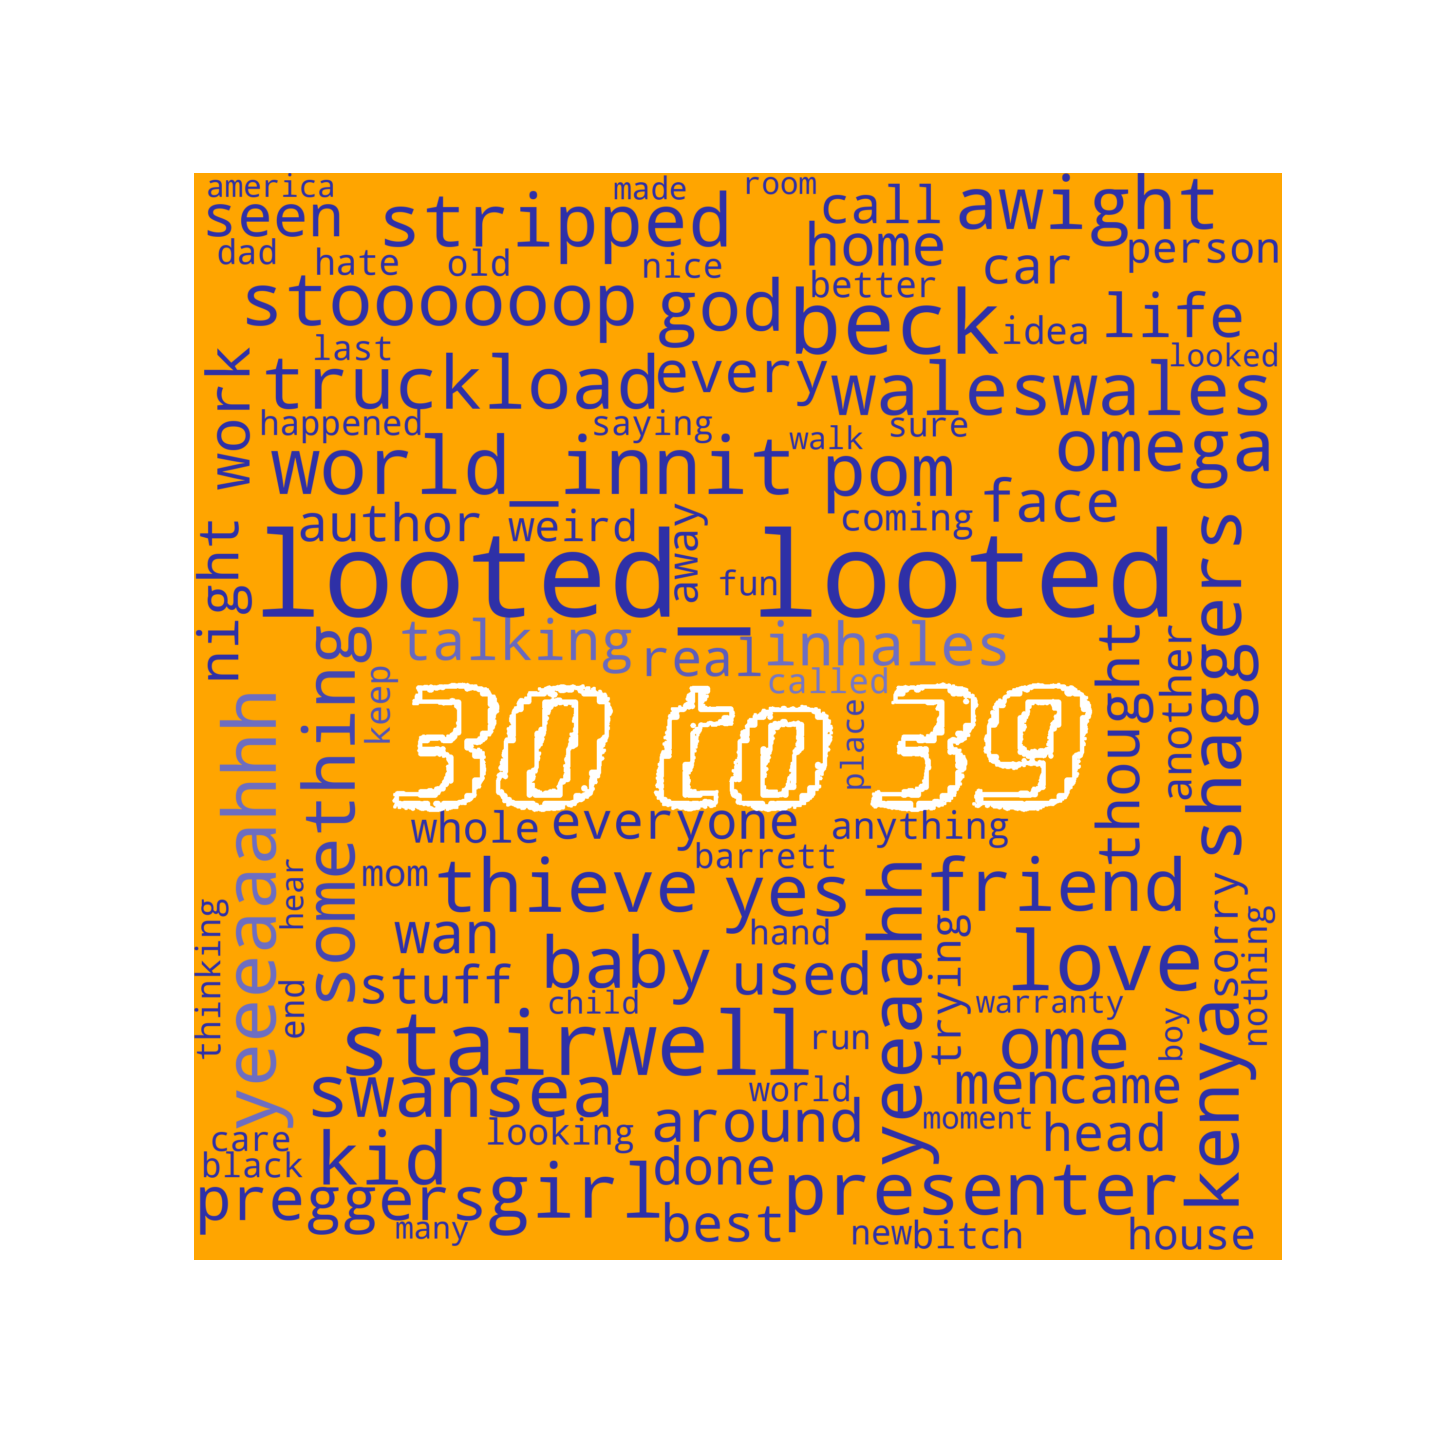 america made room
seen stripped call awight
dad hate old nice home car person
stoooooop god better beck idea life
last looked
work truckload every waleswales
happened saying walk sure
world_innit pom omega
author weird away coming face
night looted_looted fun shaggers
talking real inhales
something keep called thought another
yeeeaaahhh 30 to 39 place
whole everyone anything
barrett
mom thieve yes yeeaahh friend
thinking hear wan hand trying love sorry
end stuff baby used nothing
child warranty
stairwell run ome boy kenya
swansea world men came
care looking around moment head
black kid done
preggers girl presenter
many best new bitch house